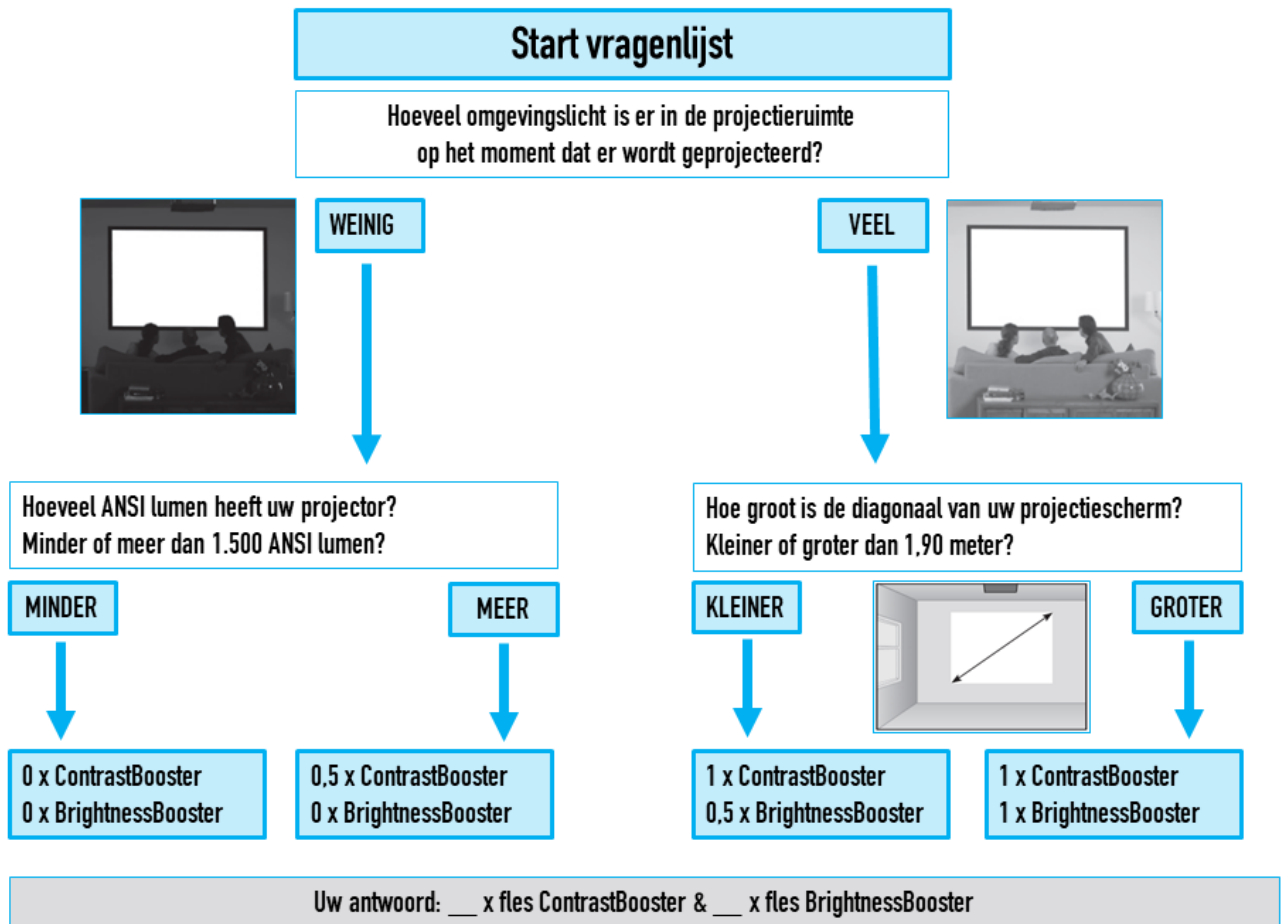 Start vragenlijst
Hoeveel omgevingslicht is er in de projectieruimte
op het moment dat er wordt geprojecteerd?
WEINIG
VEEL
Hoeveel ANSI lumen heeft uw projector?
Minder of meer dan 1.500 ANSI lumen?
Hoe groot is de diagonaal van uw projectiescherm?
Kleiner of groter dan 1,90 meter?
MINDER
MEER
KLEINER
GROTER
0 x ContrastBooster
0 x BrightnessBooster
0,5 x ContrastBooster
0 x BrightnessBooster
1 x ContrastBooster
0,5 x BrightnessBooster
1 x ContrastBooster
1 x BrightnessBooster
Uw antwoord: __ x fles ContrastBooster & __ x fles BrightnessBooster